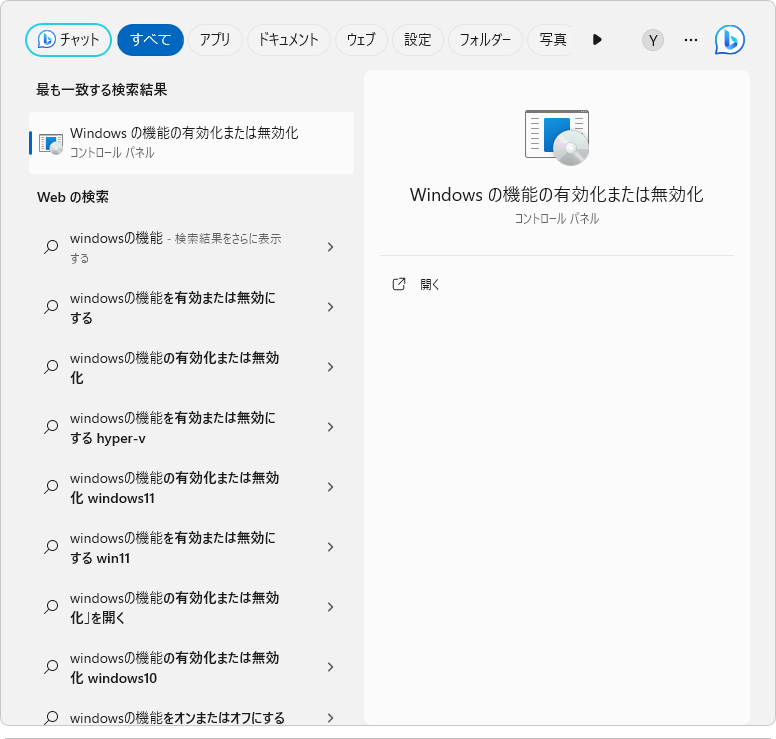 チャット すべて アプリ ドキュメント ウェブ 設定 フォルダー 写真 Y
最も一致する検索結果
Windows の機能の有効化または無効化
コントロール パネル
Web の検索
windowsの機能 - 検索結果をさらに表示
する
windowsの機能を有効または無効に
する
windowsの機能の有効化または無効
化
windowsの機能を有効または無効に
する hyper-v
windowsの機能の有効化または無効
化 windows11
windowsの機能を有効または無効に
する win11
windowsの機能の有効化または無効
化」を開く
windowsの機能の有効化または無効
化 windows10
windowsの機能をオンまたはオフにする
Windows の機能の有効化または無効化
コントロール パネル
開く